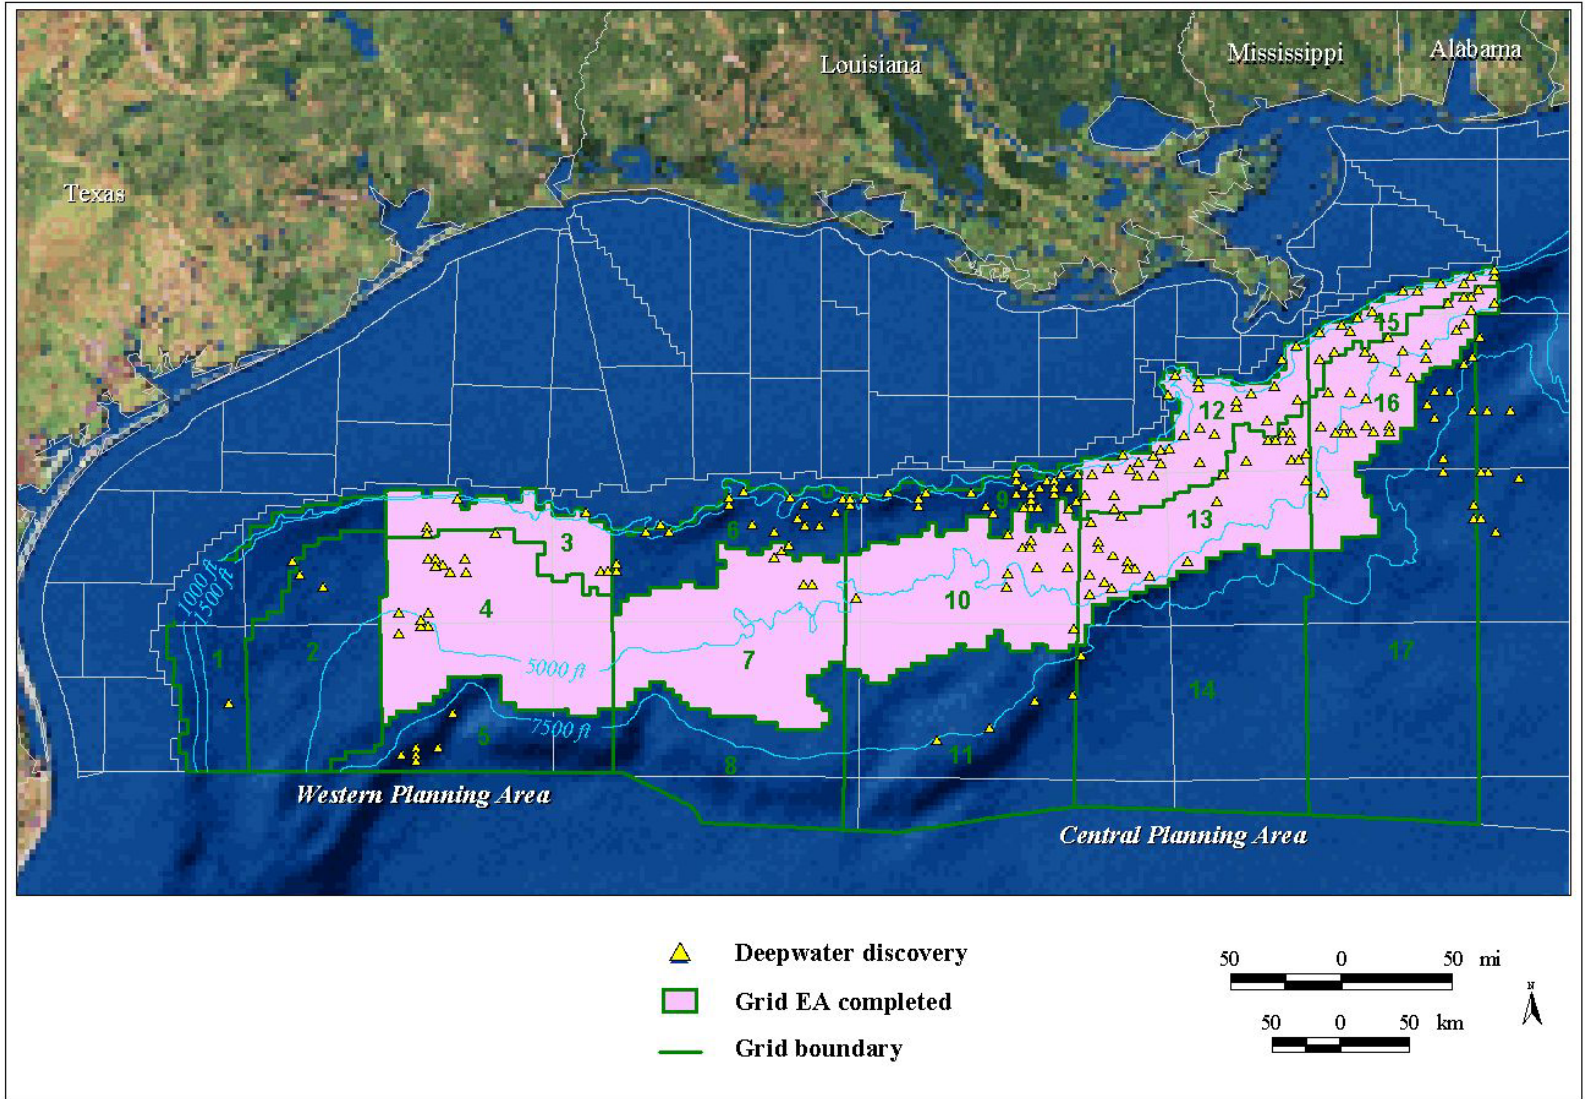 Louisiana
Mississippi
Alabama
Texas
15
16
12
9
6
13
3
4
10
1000 ft
1500 ft
1
2
5000 ft
7
17
14
7500 ft
5
8
11
Western Planning Area
Central Planning Area
Deepwater discovery
50 0 50 mi
Grid EA completed
N
50 0 50 km
Grid boundary